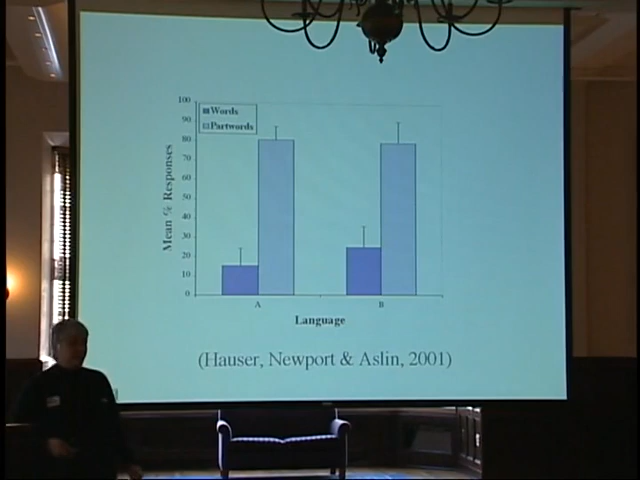 100
90
80
70
60
50
40
30
20
10
0
Mean % Responses
Words
Partwords
A
B
Language
(Hauser, Newport & Aslin, 2001)